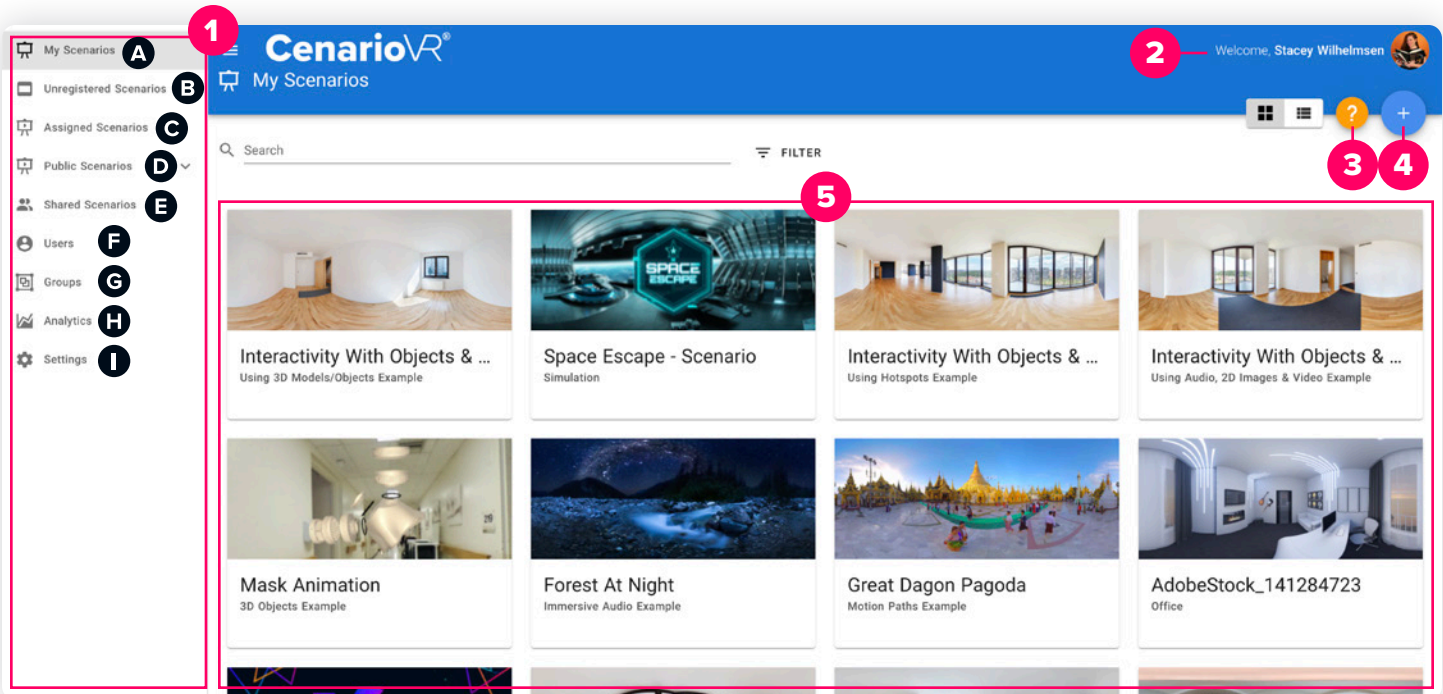 1
CenarioVR®
My Scenarios
2
Welcome, Stacey Wilhelmsen
My Scenarios A
Unregistered Scenarios B
Assigned Scenarios C
Public Scenarios D
Shared Scenarios E
Users F
Groups G
Analytics H
Settings I
?
+
3
4
Search
FILTER
5
SPACE
ESCAPE
Interactivity With Objects & ...
Using 3D Models/Objects Example
Space Escape - Scenario
Simulation
Interactivity With Objects & ...
Using Hotspots Example
Interactivity With Objects & ...
Using Audio, 2D Images & Video Example
Mask Animation
3D Objects Example
Forest At Night
Immersive Audio Example
Great Dagon Pagoda
Motion Paths Example
AdobeStock_141284723
Office